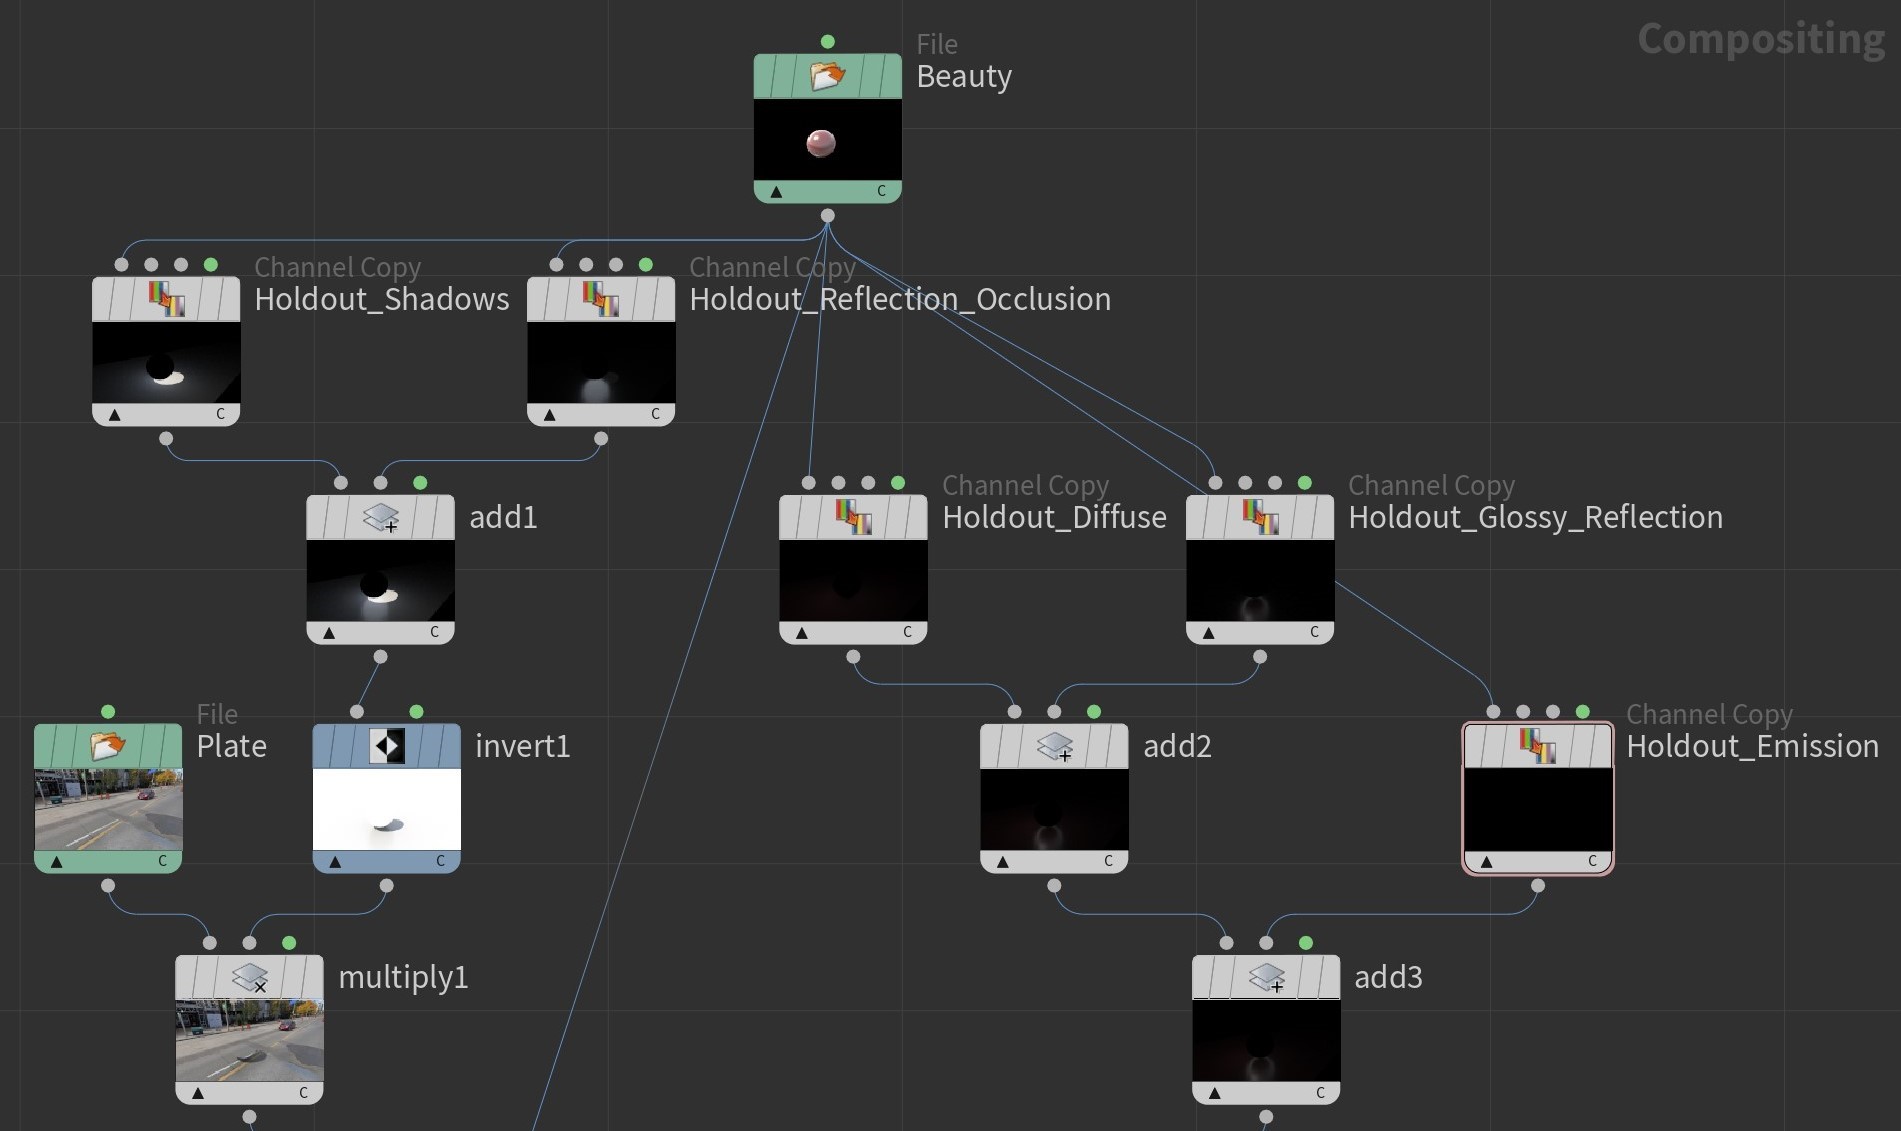 Compositing
File
Beauty
C
Channel Copy
Holdout_Shadows
C
Channel Copy
Holdout_Reflection_Occlusion
C
add1
C
Channel Copy
Holdout_Diffuse
C
Channel Copy
Holdout_Glossy_Reflection
C
File
Plate
C
invert1
C
add2
C
Channel Copy
Holdout_Emission
C
multiply1
C
add3
C